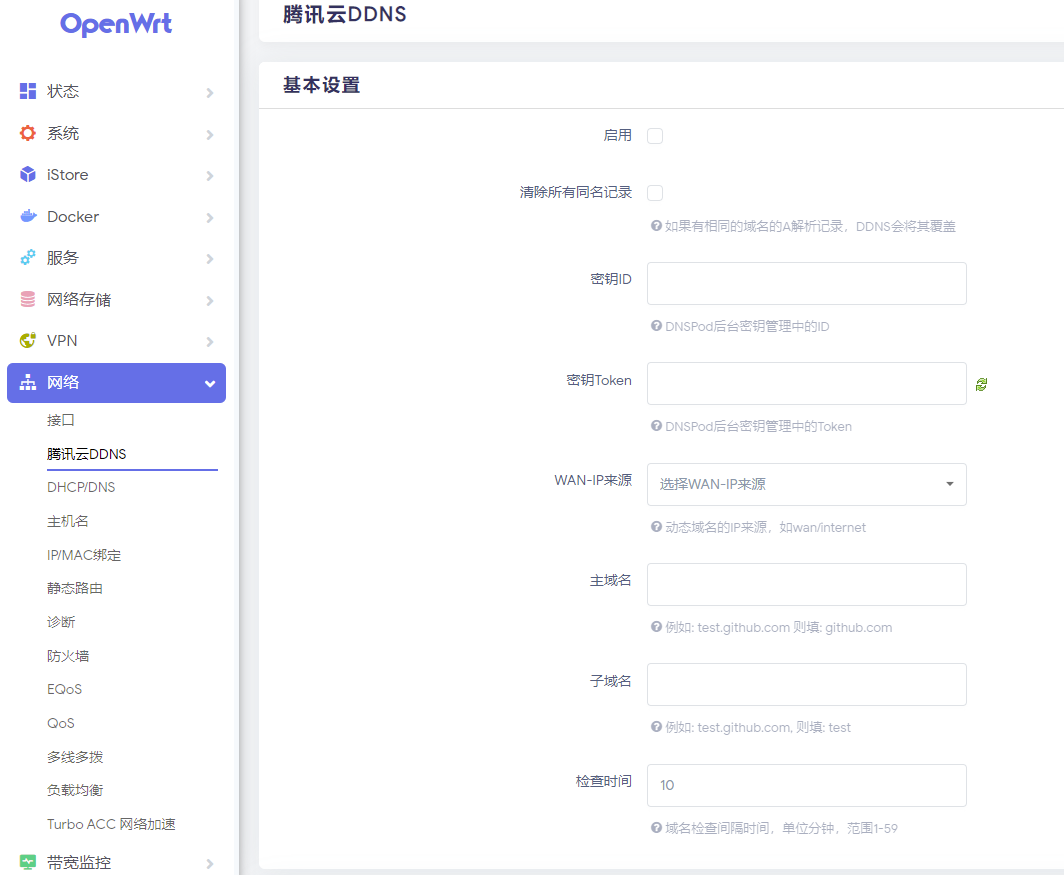 OpenWrt
状态
系统
iStore
Docker
服务
网络存储
VPN
网络
接口
腾讯云DDNS
DHCP/DNS
主机名
IP/MAC绑定
静态路由
诊断
防火墙
EQoS
QoS
多线多拨
负载均衡
Turbo ACC 网络加速
带宽监控
腾讯云DDNS
基本设置
启用
清除所有同名记录
如果有相同的域名的A解析记录，DDNS会将其覆盖
密钥ID
DNSPod后台密钥管理中的ID
密钥Token
DNSPod后台密钥管理中的Token
WAN-IP来源
选择WAN-IP来源
动态域名的IP来源，如wan/internet
主域名
例如: test.github.com 则填: github.com
子域名
例如: test.github.com, 则填: test
检查时间
10
域名检查间隔时间，单位分钟，范围1-59